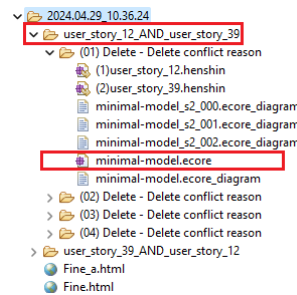 2024.04.29_10.36.24
user_story_12_AND_user_story_39
(01) Delete - Delete conflict reason
(1)user_story_12.henshin
(2)user_story_39.henshin
minimal-model_s2_000.ecore_diagram
minimal-model_s2_001.ecore_diagram
minimal-model_s2_002.ecore_diagram
minimal-model.ecore
minimal-model.ecore_diagram
(02) Delete - Delete conflict reason
(03) Delete - Delete conflict reason
(04) Delete - Delete conflict reason
user_story_39_AND_user_story_12
Fine_a.html
Fine.html